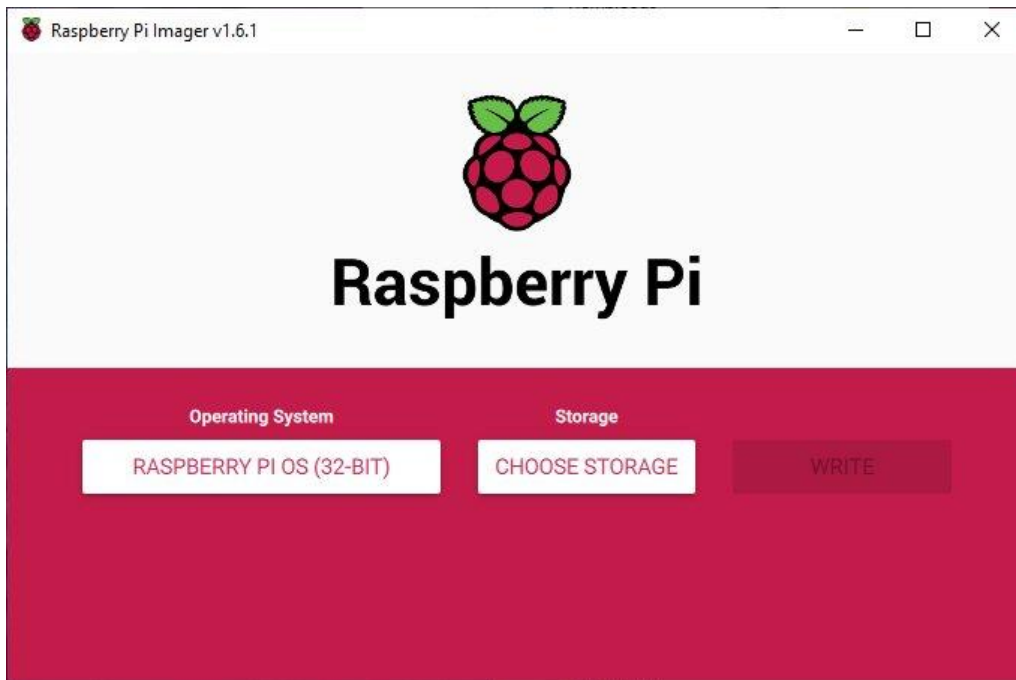 Raspberry Pi Imager v1.6.1
Raspberry Pi
Operating System
Storage
RASPBERRY PI OS (32-BIT)
CHOOSE STORAGE
WRITE